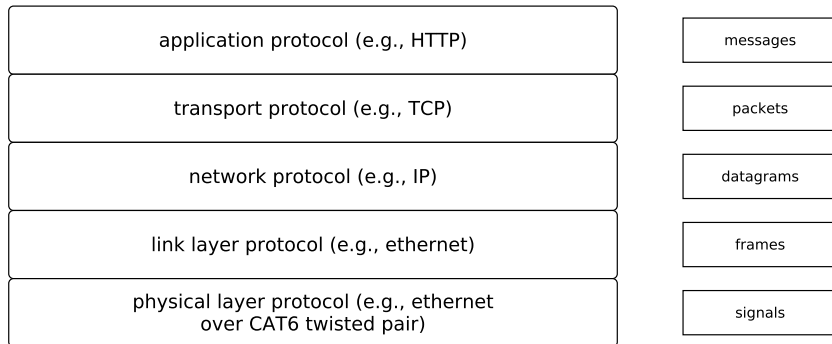 application protocol (e.g., HTTP)
messages
transport protocol (e.g., TCP)
packets
network protocol (e.g., IP)
datagrams
link layer protocol (e.g., ethernet)
frames
physical layer protocol (e.g., ethernet
over CAT6 twisted pair)
signals